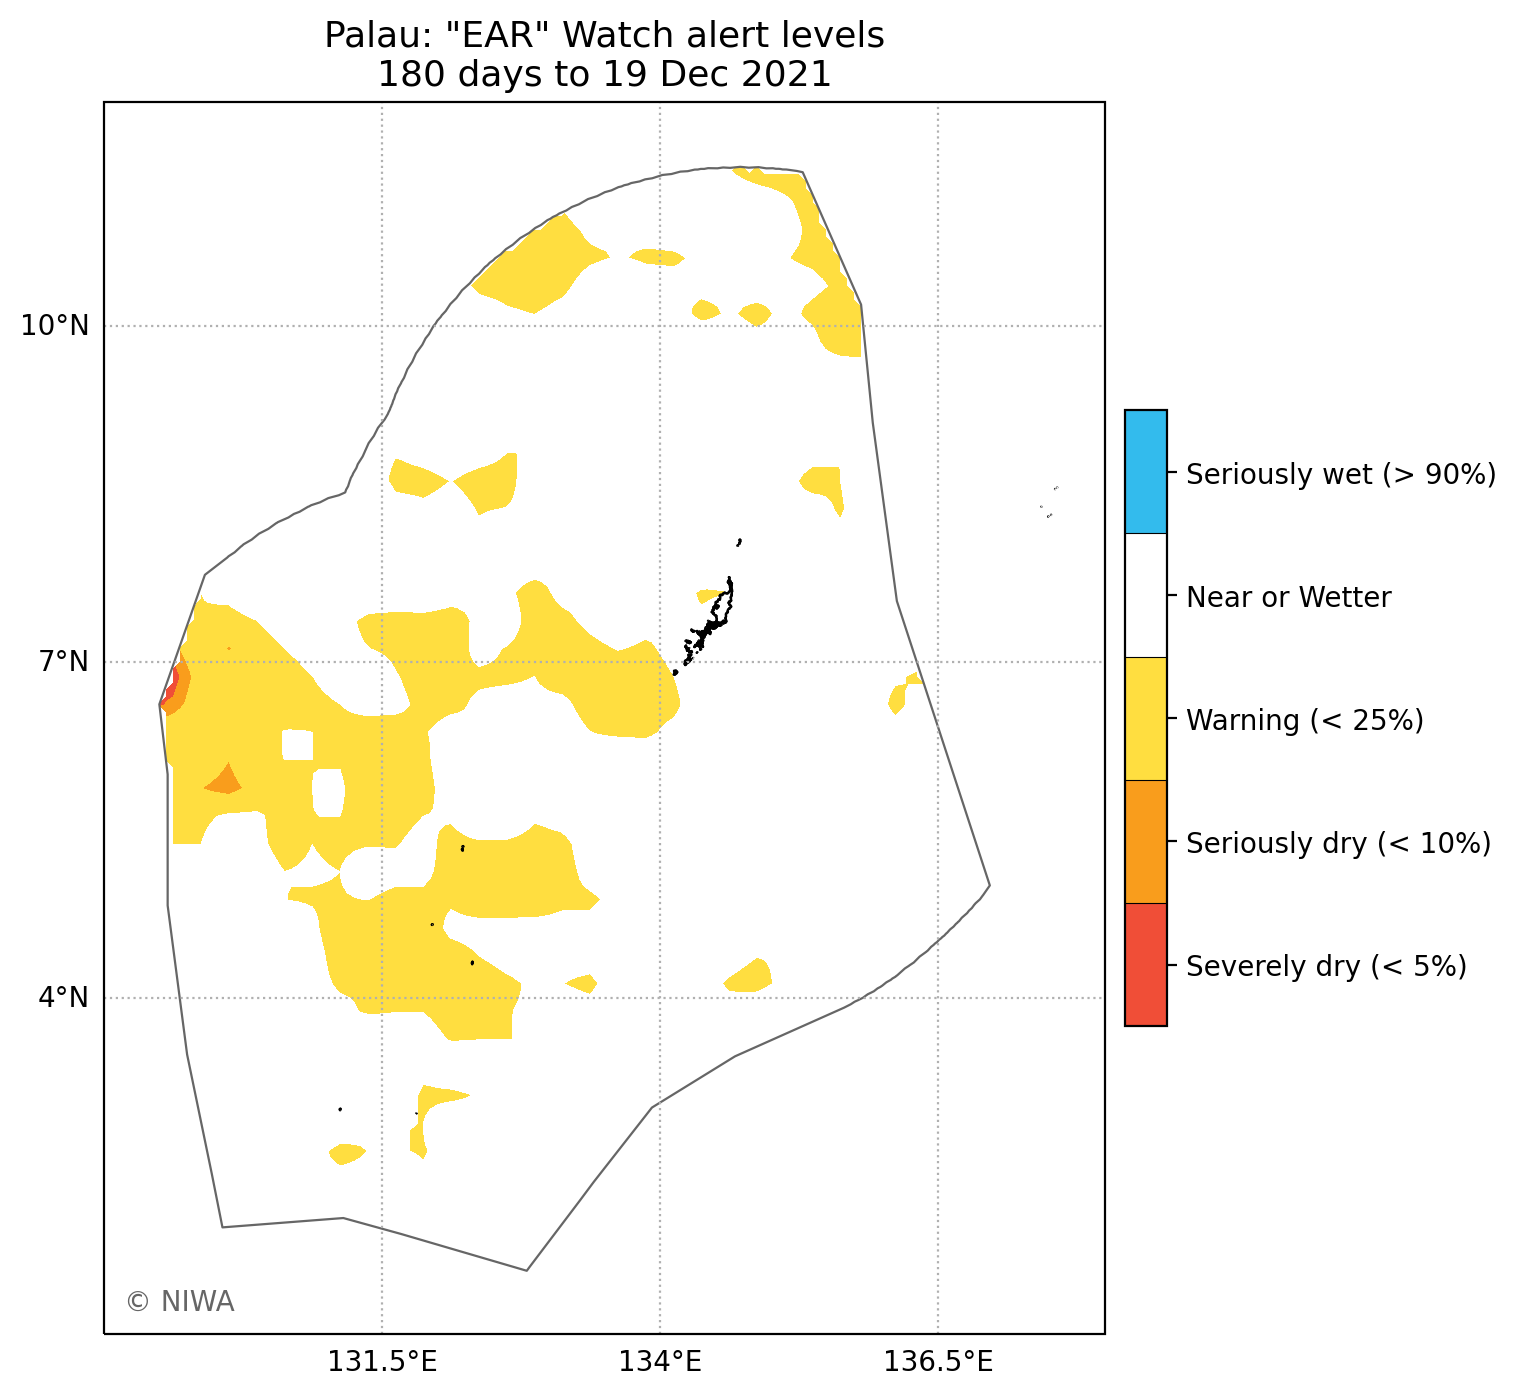 Palau: "EAR" Watch alert levels
180 days to 19 Dec 2021
10°N
7°N
4°N
131.5°E
134°E
136.5°E
Seriously wet (> 90%)
Near or Wetter
Warning (< 25%)
Seriously dry (< 10%)
Severely dry (< 5%)
© NIWA